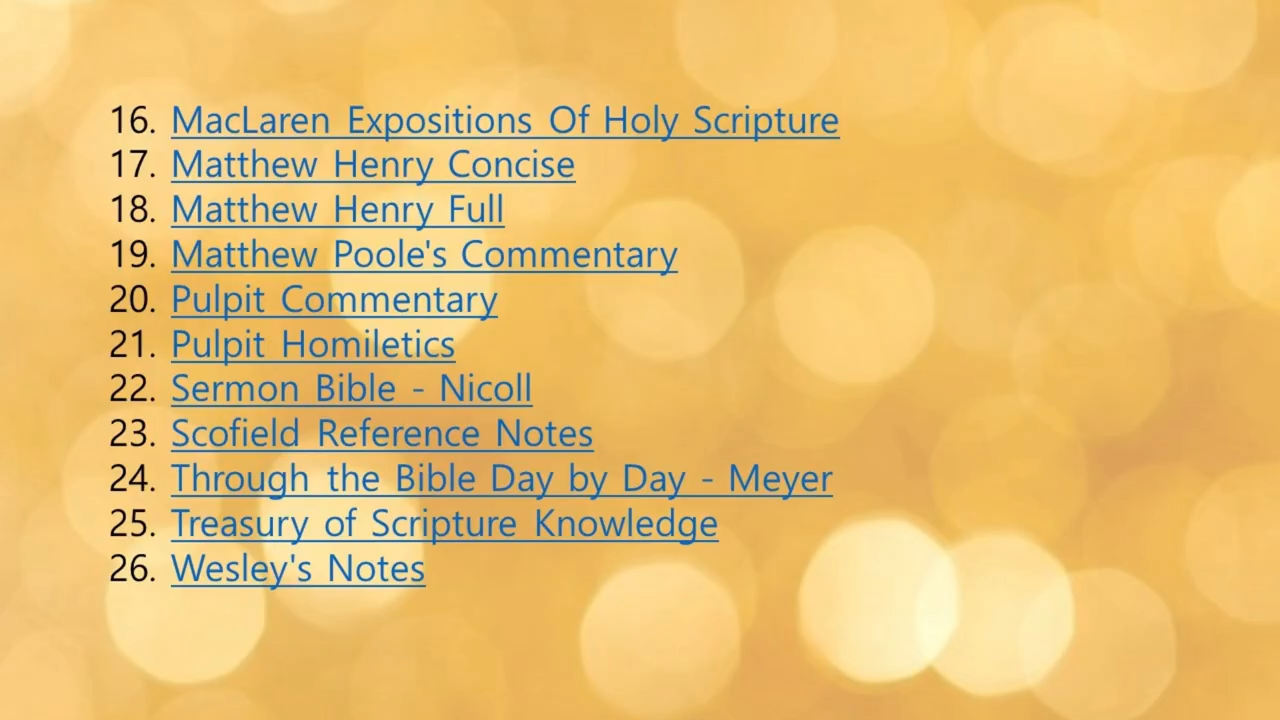 16. MacLaren Expositions Of Holy Scripture
17. Matthew Henry Concise
18. Matthew Henry Full
19. Matthew Poole's Commentary
20. Pulpit Commentary
21. Pulpit Homiletics
22. Sermon Bible - Nicoll
23. Scofield Reference Notes
24. Through the Bible Day by Day - Meyer
25. Treasury of Scripture Knowledge
26. Wesley's Notes